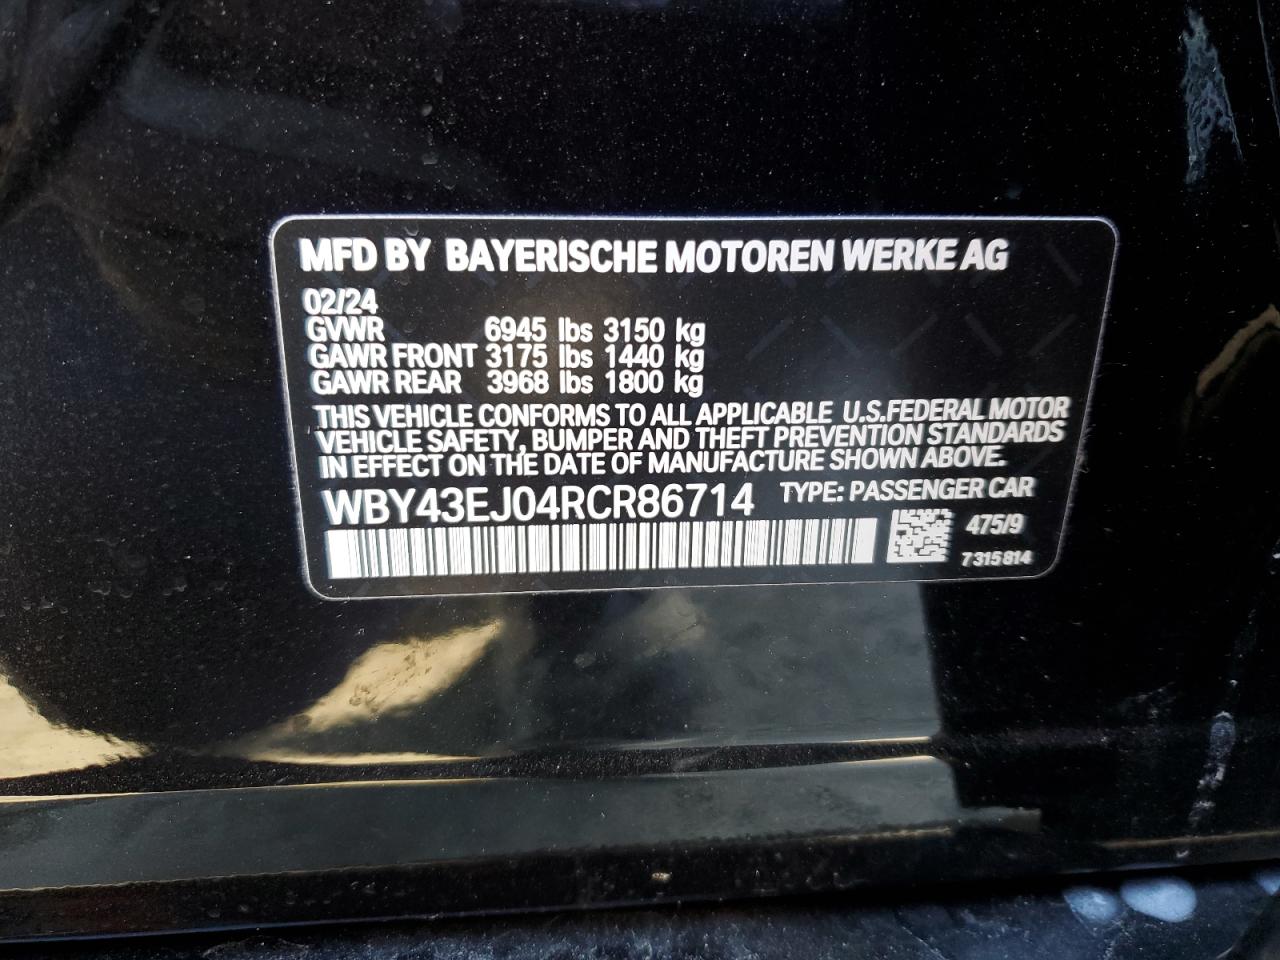 MFD BY BAYERISCHE MOTOREN WERKE AG
02/24
GVWR 6945 lbs 3150 kg
GAWR FRONT 3175 lbs 1440 kg
GAWR REAR 3968 lbs 1800 kg
THIS VEHICLE CONFORMS TO ALL APPLICABLE U.S.FEDERAL MOTOR
VEHICLE SAFETY, BUMPER AND THEFT PREVENTION STANDARDS
IN EFFECT ON THE DATE OF MANUFACTURE SHOWN ABOVE.
WBY43EJ04RCR86714 TYPE: PASSENGER CAR
475/9
7315814